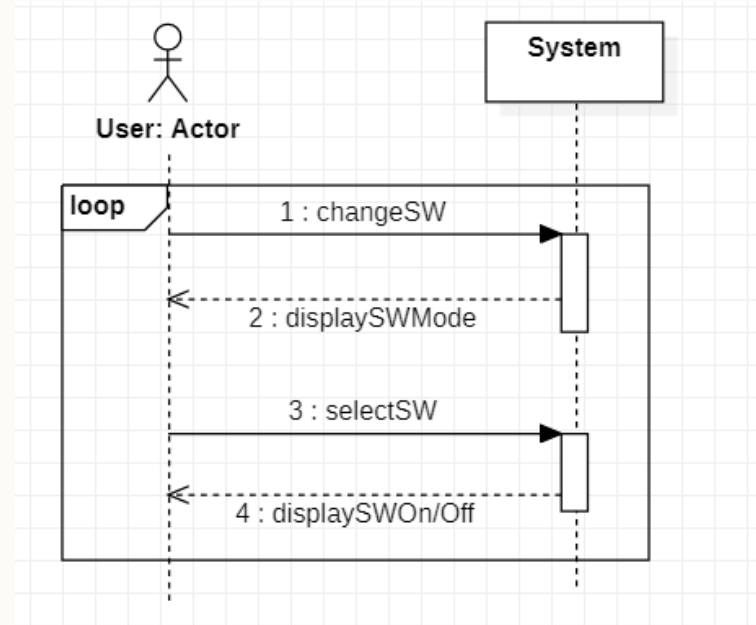 System
User: Actor
loop
1 : changeSW
2 : displaySWMode
3 : selectSW
4 : displaySWOn/Off